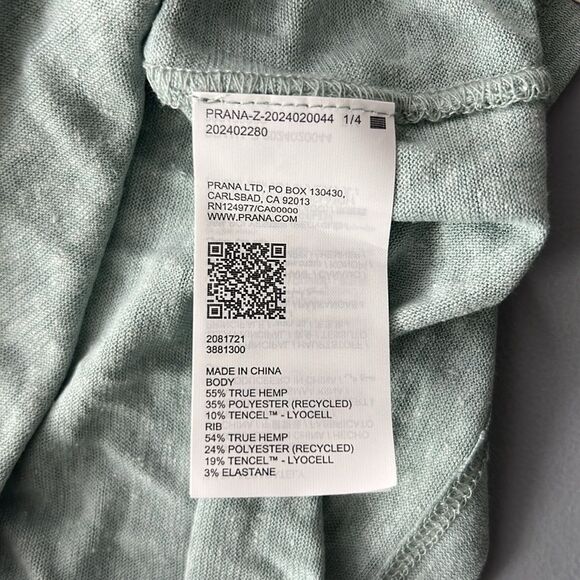 PRANA-Z-2024020044 1/4
202402280
PRANA LTD, PO BOX 130430,
CARLSBAD, CA 92013
RN124977/CA00000
WWW.PRANA.COM
2081721
3881300
MADE IN CHINA
BODY
55% TRUE HEMP
35% POLYESTER (RECYCLED)
10% TENCEL™ - LYOCELL
RIB
54% TRUE HEMP
24% POLYESTER (RECYCLED)
19% TENCEL™ - LYOCELL
3% ELASTANE